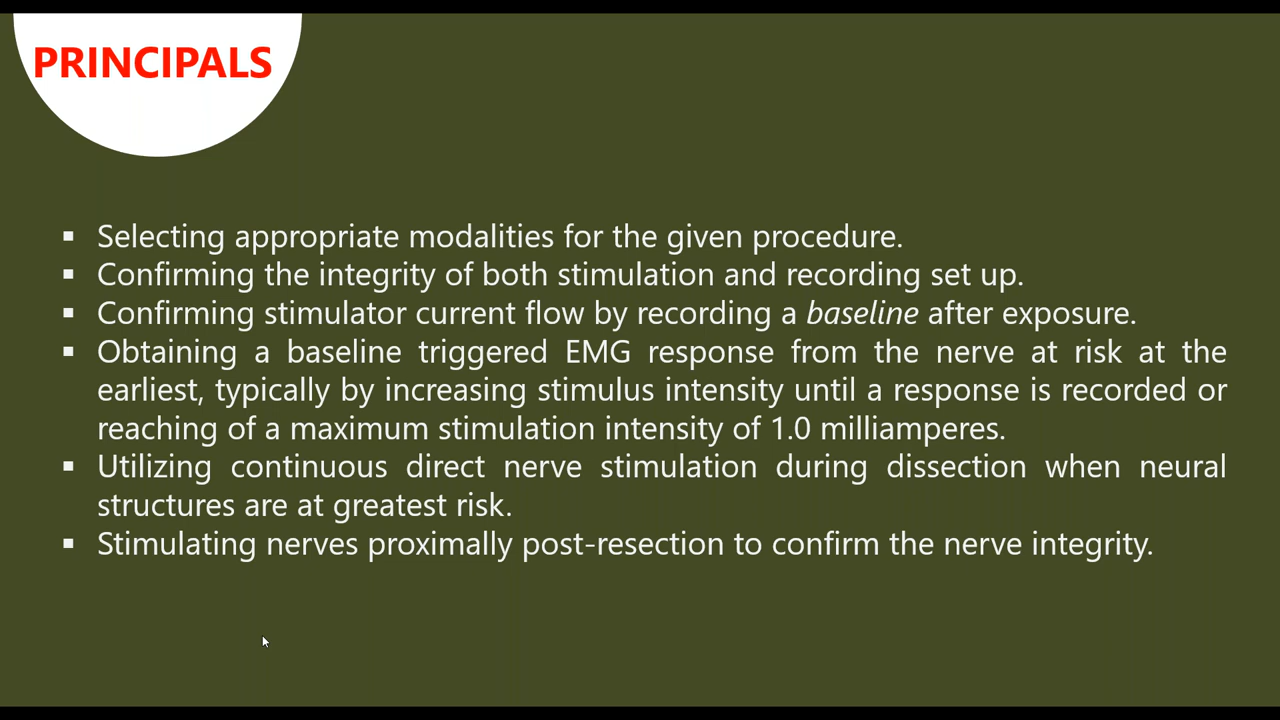 PRINCIPALS
▪ Selecting appropriate modalities for the given procedure.
▪ Confirming the integrity of both stimulation and recording set up.
▪ Confirming stimulator current flow by recording a baseline after exposure.
▪ Obtaining a baseline triggered EMG response from the nerve at risk at the
earliest, typically by increasing stimulus intensity until a response is recorded or
reaching of a maximum stimulation intensity of 1.0 milliamperes.
▪ Utilizing continuous direct nerve stimulation during dissection when neural
structures are at greatest risk.
▪ Stimulating nerves proximally post-resection to confirm the nerve integrity.